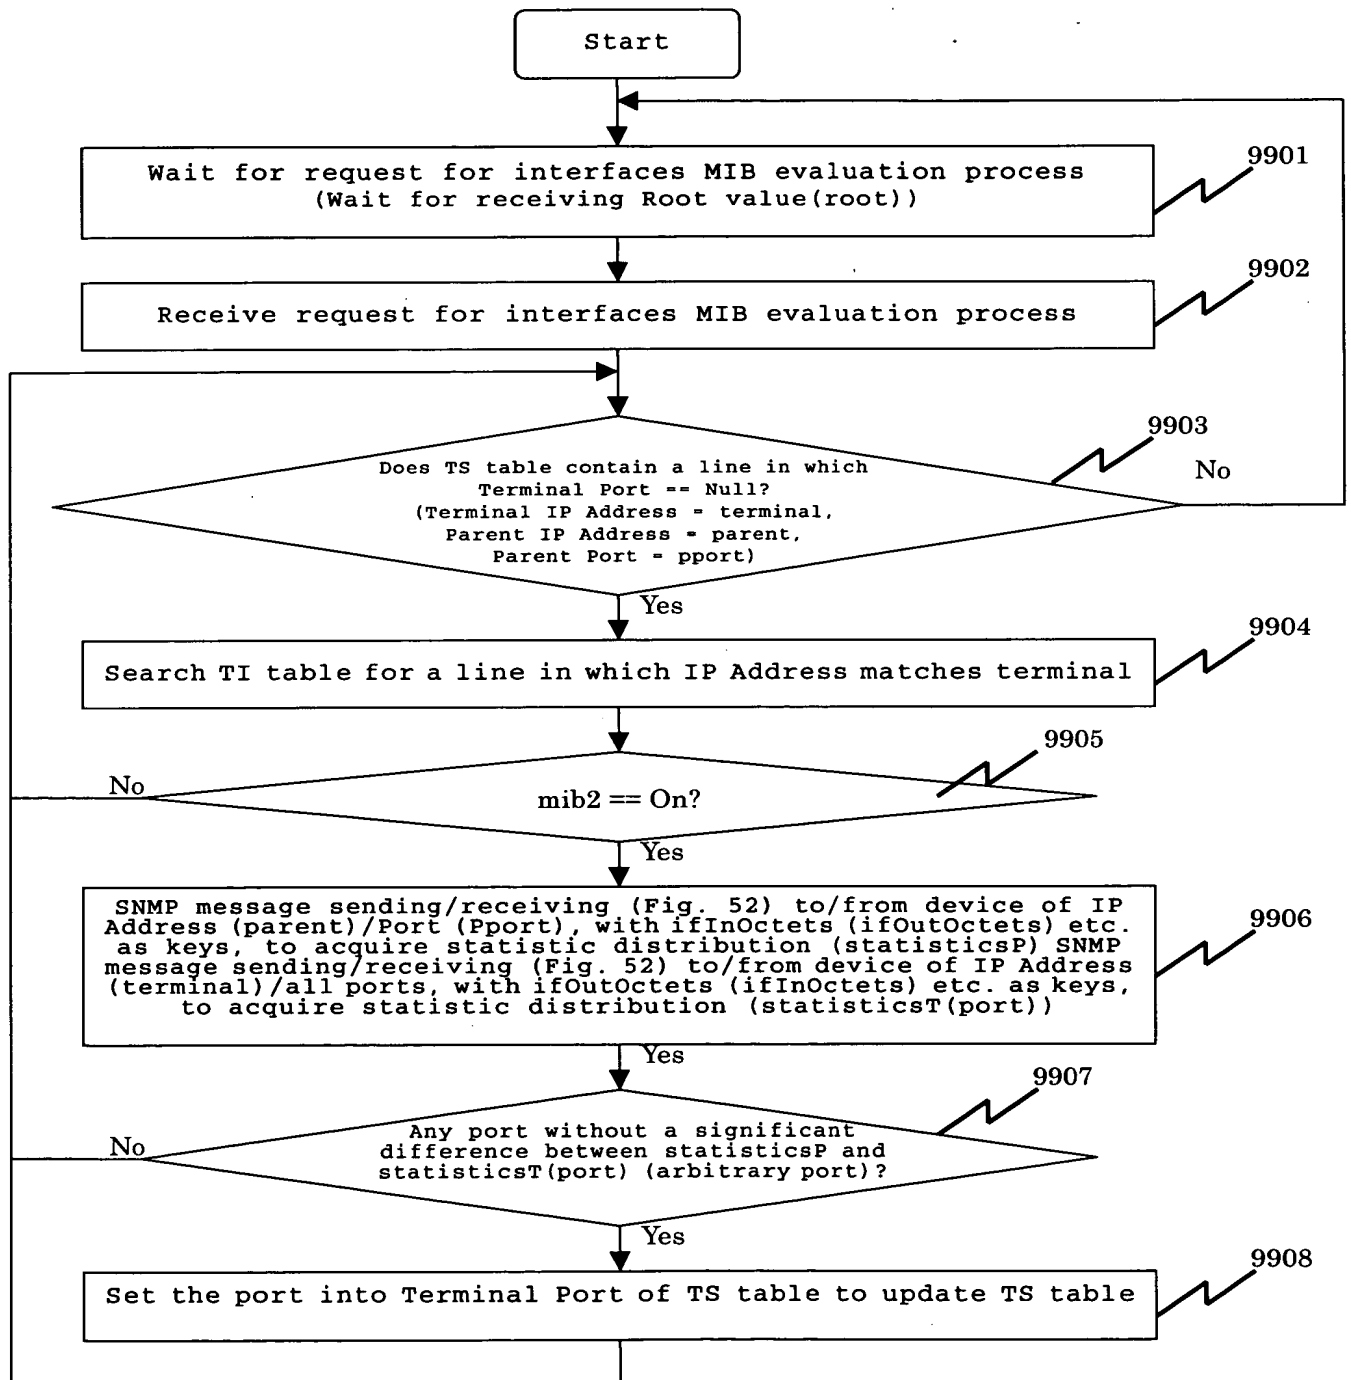 Start
Wait for request for interfaces MIB evaluation process
(Wait for receiving Root value(root))
9901
Receive request for interfaces MIB evaluation process
9902
Does TS table contain a line in which
Terminal Port == Null?
(Terminal IP Address = terminal,
Parent IP Address = parent,
Parent Port = pport)
9903
No
Yes
Search TI table for a line in which IP Address matches terminal
9904
mib2 == On?
9905
No
Yes
SNMP message sending/receiving (Fig. 52) to/from device of IP
Address (parent)/Port (Pport), with ifInOctets (ifOutOctets) etc.
as keys, to acquire statistic distribution (statisticsP) SNMP
message sending/receiving (Fig. 52) to/from device of IP Address
(terminal)/all ports, with ifOutOctets (ifInOctets) etc. as keys,
to acquire statistic distribution (statisticsT(port))
9906
Yes
Any port without a significant
difference between statisticsP and
statisticsT(port) (arbitrary port)?
9907
No
Yes
Set the port into Terminal Port of TS table to update TS table
9908